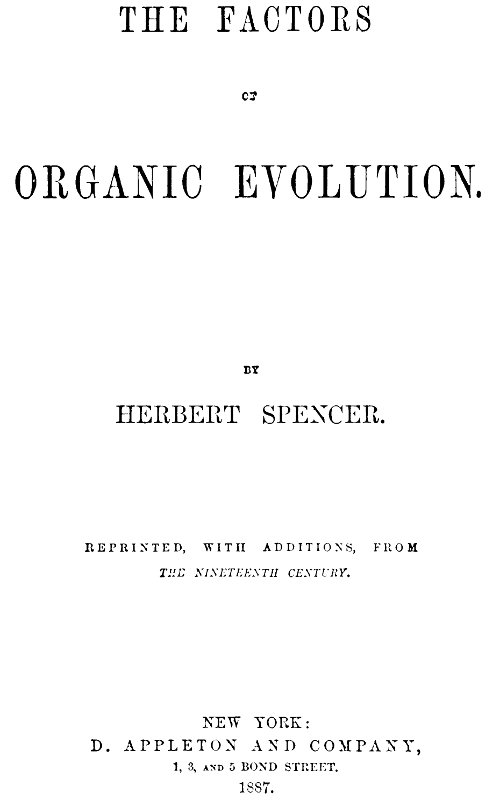 THE FACTORS
OF
ORGANIC EVOLUTION.
BY
HERBERT SPENCER.
REPRINTED, WITH ADDITIONS, FROM
THE NINETEENTH CENTURY.
NEW YORK:
D. APPLETON AND COMPANY,
1, 3, AND 5 BOND STREET.
1887.